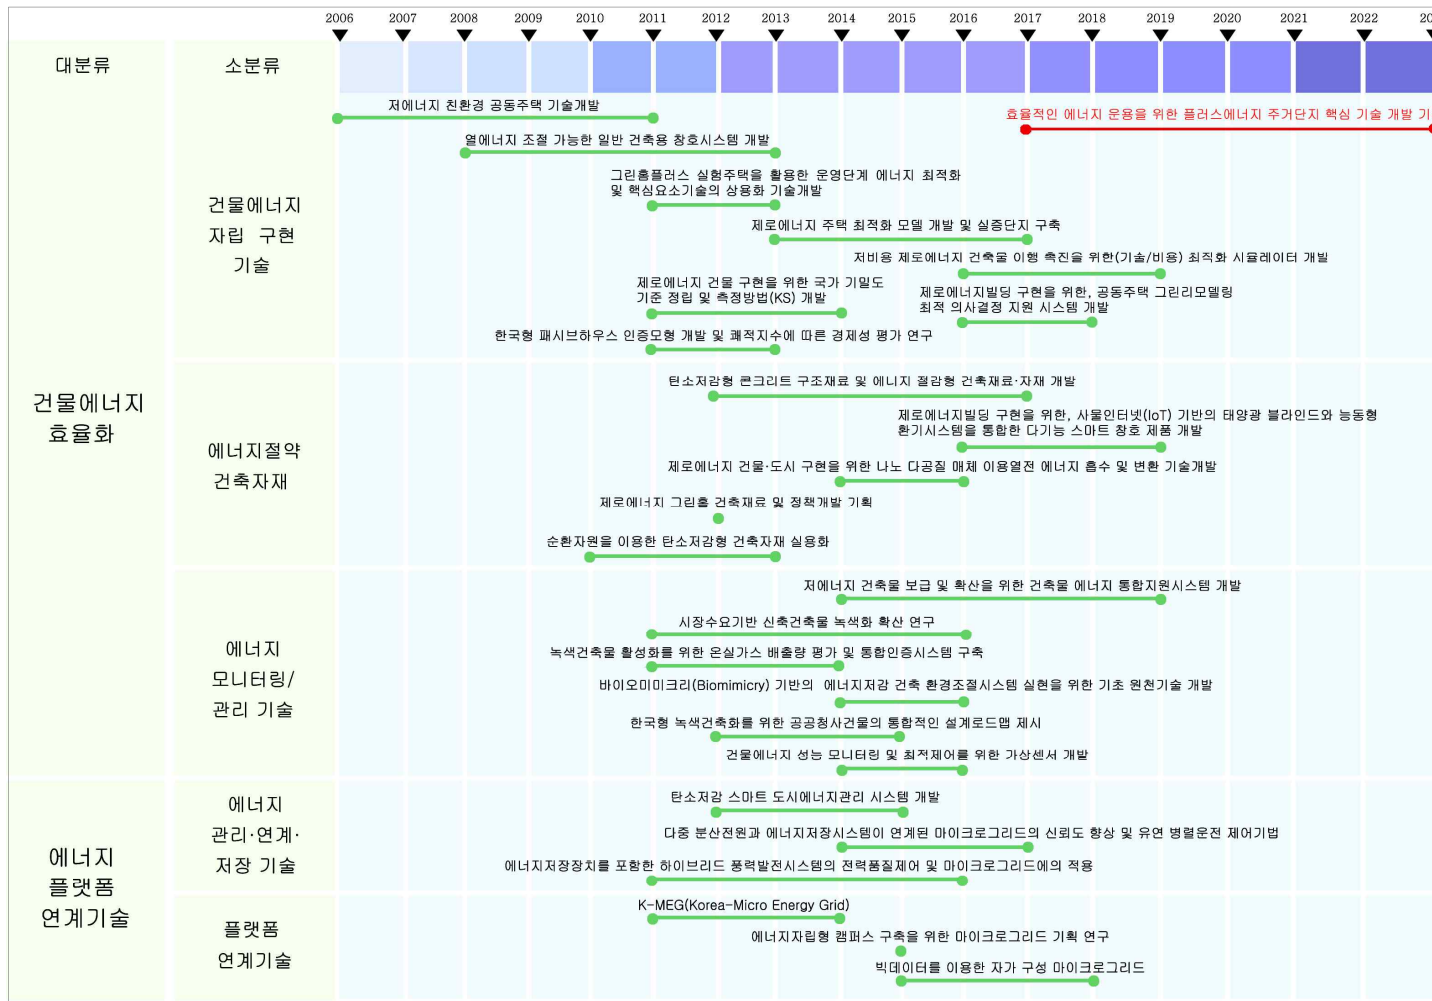 2006 2007 2008 2009 2010 2011 2012 2013 2014 2015 2016 2017 2018 2019 2020 2021 2022
대분류
소분류
저에너지 친환경 공동주택 기술개발
효율적인 에너지 운용을 위한 플러스에너지 주거단지 핵심 기술 개발 기
열에너지 조절 가능한 일반 건축용 창호시스템 개발
그린홈플러스 실험주택을 활용한 운영단계 에너지 최적화
및 핵심요소기술의 상용화 기술개발
건물에너지
자립 구현
기술
제로에너지 주택 최적화 모델 개발 및 실증단지 구축
저비용 제로에너지 건축물 이행 촉진을 위한(기술/비용) 최적화 시뮬레이터 개발
제로에너지 건물 구현을 위한 국가 기밀도
기준 정립 및 측정방법(KS) 개발
제로에너지빌딩 구현을 위한, 공동주택 그린리모델링
최적 의사결정 지원 시스템 개발
한국형 패시브하우스 인증모형 개발 및 쾌적지수에 따른 경제성 평가 연구
건물에너지
효율화
탄소저감형 콘크리트 구조재료 및 에너지 절감형 건축재료·자재 개발
제로에너지빌딩 구현을 위한, 사물인터넷(IoT) 기반의 태양광 블라인드와 능동형
환기시스템을 통합한 다기능 스마트 창호 제품 개발
에너지절약
건축자재
제로에너지 건물·도시 구현을 위한 나노 다공질 매체 이용열전 에너지 흡수 및 변환 기술개발
제로에너지 그린홈 건축재료 및 정책개발 기획
순환자원을 이용한 탄소저감형 건축자재 실용화
저에너지 건축물 보급 및 확산을 위한 건축물 에너지 통합지원시스템 개발
시장수요기반 신축건축물 녹색화 확산 연구
에너지
모니터링/
관리 기술
녹색건축물 활성화를 위한 온실가스 배출량 평가 및 통합인증시스템 구축
바이오미미크리(Biomimicry) 기반의 에너지저감 건축 환경조절시스템 실현을 위한 기초 원천기술 개발
한국형 녹색건축화를 위한 공공청사건물의 통합적인 설계로드맵 제시
건물에너지 성능 모니터링 및 최적제어를 위한 가상센서 개발
에너지
플랫폼
연계기술
에너지
관리·연계·
저장 기술
탄소저감 스마트 도시에너지관리 시스템 개발
다중 분산전원과 에너지저장시스템이 연계된 마이크로그리드의 신뢰도 향상 및 유연 병렬운전 제어기법
에너지저장장치를 포함한 하이브리드 풍력발전시스템의 전력품질제어 및 마이크로그리드에의 적용
플랫폼
연계기술
K-MEG(Korea-Micro Energy Grid)
에너지자립형 캠퍼스 구축을 위한 마이크로그리드 기획 연구
빅데이터를 이용한 자가 구성 마이크로그리드